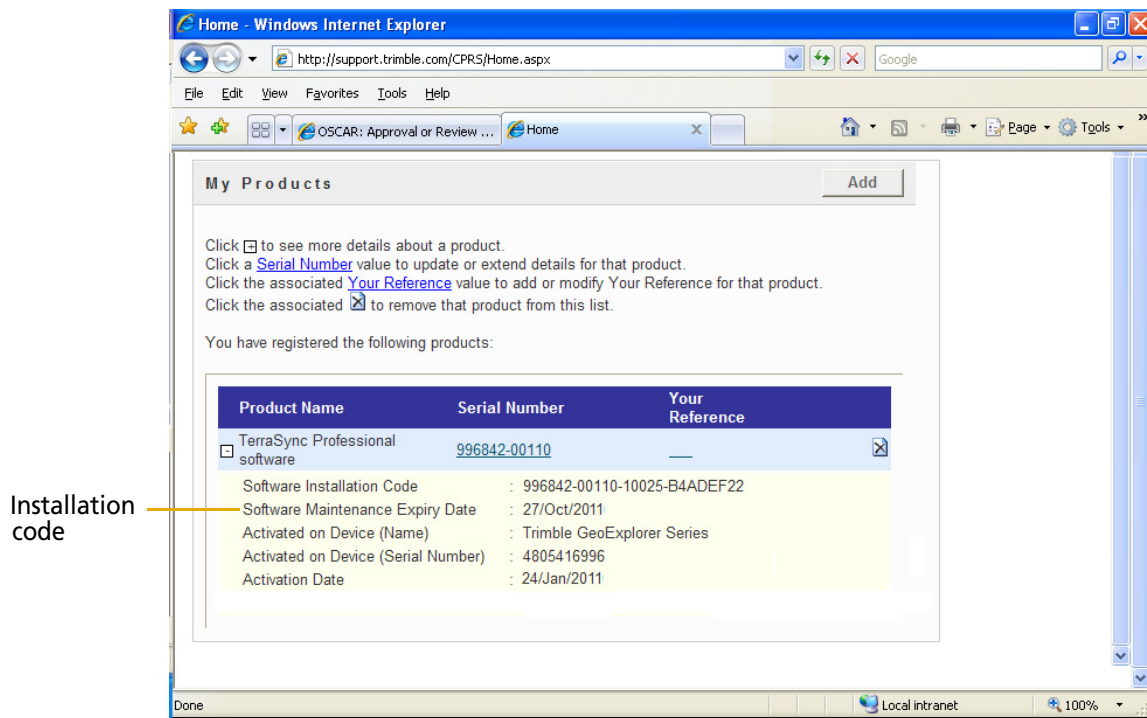 Home - Windows Internet Explorer
http://support.trimble.com/CPRS/Home.aspx
Google
File Edit View Favorites Tools Help
OSCAR: Approval or Review ... Home Page Tools »
My Products Add
Click + to see more details about a product.
Click a Serial Number value to update or extend details for that product.
Click the associated Your Reference value to add or modify Your Reference for that product.
Click the associated to remove that product from this list.
You have registered the following products:
Product Name Serial Number Your Reference
TerraSync Professional software 996842-00110
Software Installation Code : 996842-00110-10025-B4ADEF22
Software Maintenance Expiry Date : 27/Oct/2011
Activated on Device (Name) : Trimble GeoExplorer Series
Activated on Device (Serial Number) : 4805416996
Activation Date : 24/Jan/2011
Installation
code
Done Local intranet 100%